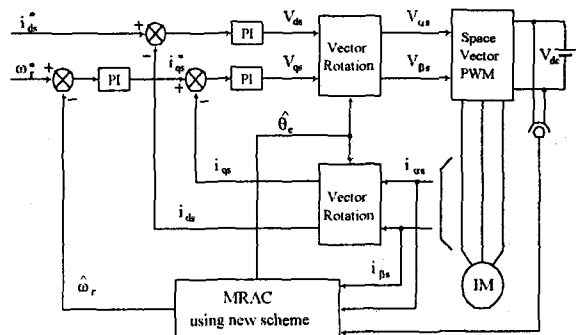 i*ds
+
−
PI
Vds
Vector
Rotation
Vαs
Space
Vector
PWM
Vdc
ω*r
+
−
PI
i*qs
+
−
PI
Vqs
Vβs
θ̂e
iqs
ids
Vector
Rotation
iαs
iβs
ω̂r
MRAC
using new scheme
IM